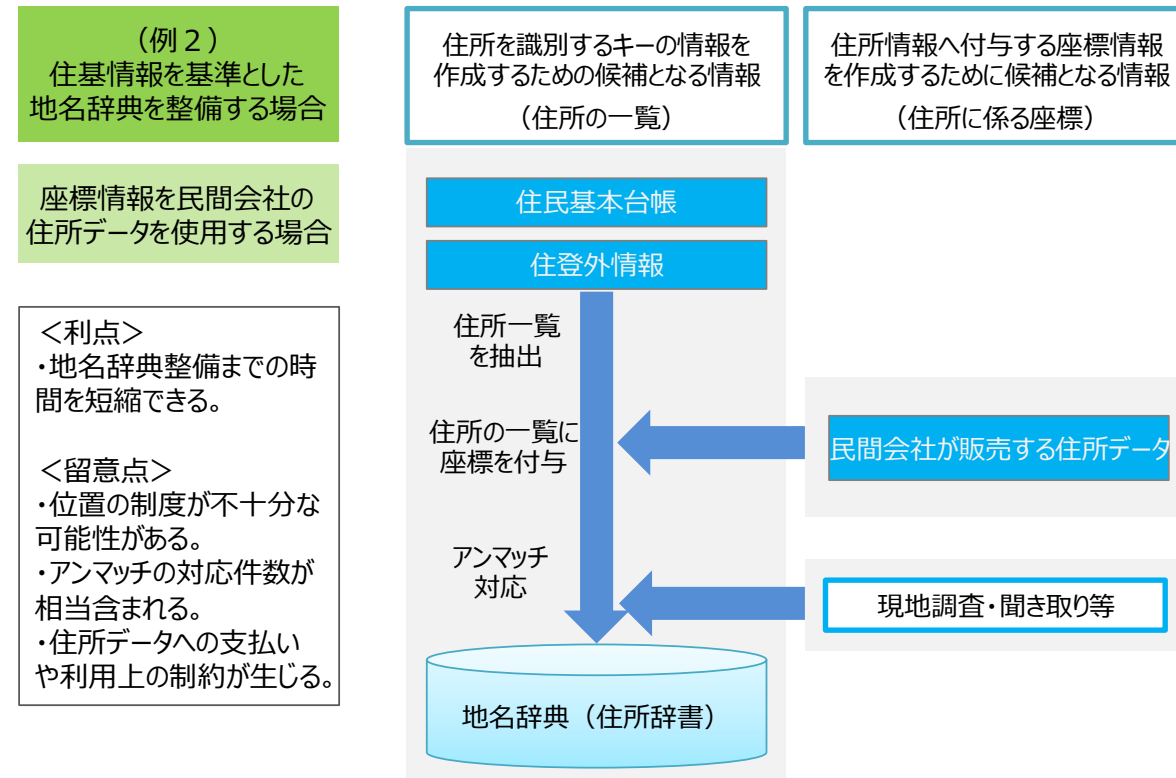 （例２）
住基情報を基準とした
地名辞典を整備する場合
座標情報を民間会社の
住所データを使用する場合
＜利点＞
・地名辞典整備までの時
間を短縮できる。
＜留意点＞
・位置の制度が不十分な
可能性がある。
・アンマッチの対応件数が
相当含まれる。
・住所データへの支払い
や利用上の制約が生じる。
住所を識別するキーの情報を
作成するための候補となる情報
（住所の一覧）
住民基本台帳
住登外情報
住所一覧
を抽出
住所の一覧に
座標を付与
アンマッチ
対応
地名辞典（住所辞書）
住所情報へ付与する座標情報
を作成するために候補となる情報
（住所に係る座標）
民間会社が販売する住所データ
現地調査・聞き取り等